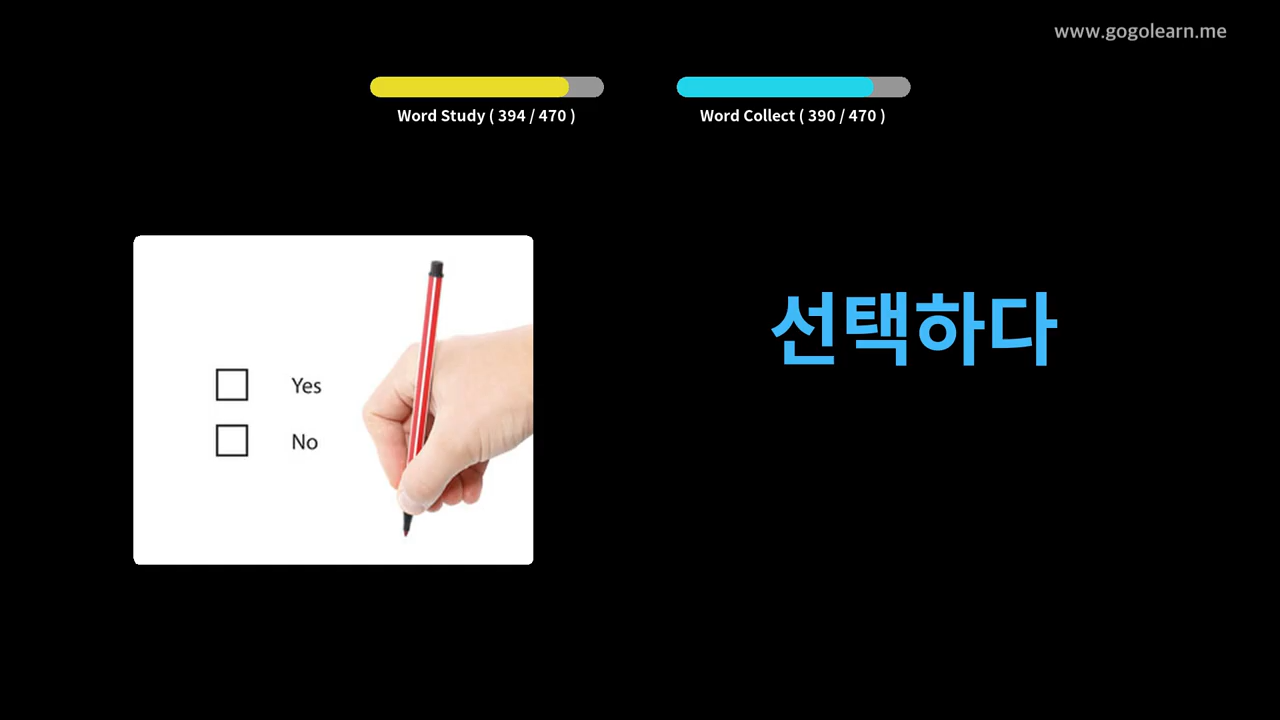 www.gogolearn.me
Word Study ( 394 / 470 )
Word Collect ( 390 / 470 )
선택하다
Yes
No